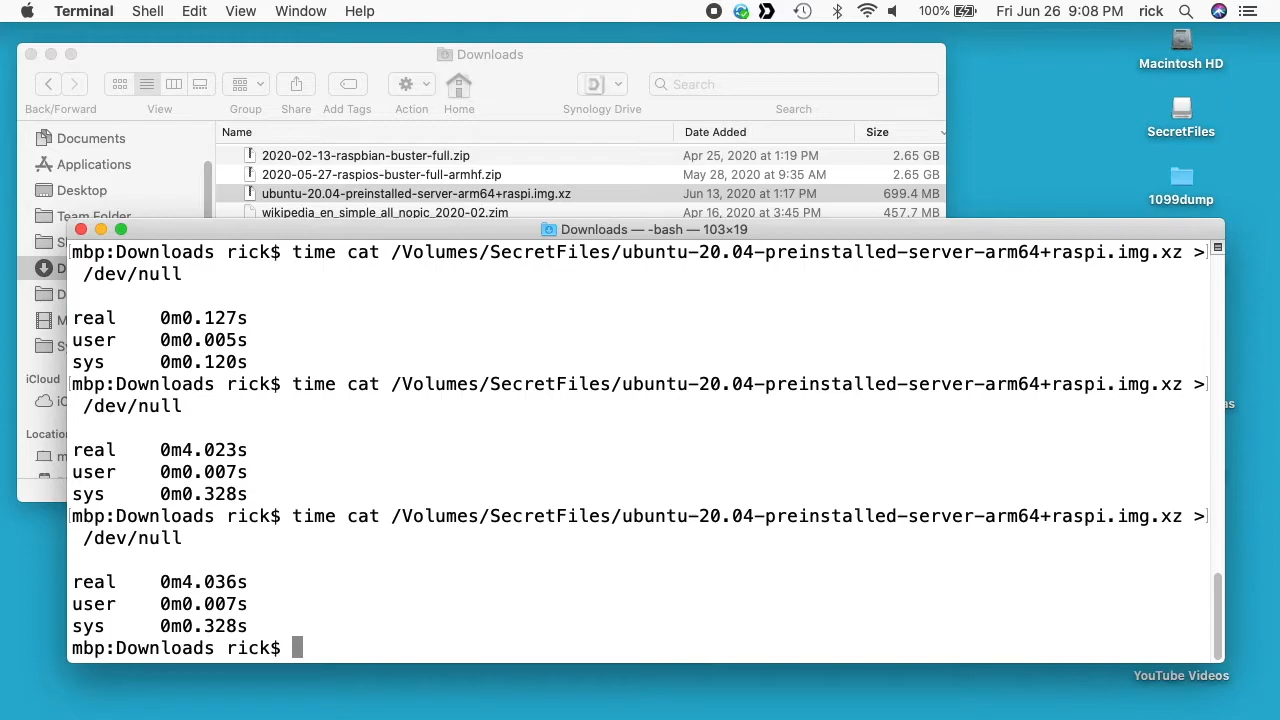 Terminal Shell Edit View Window Help 100% Fri Jun 26 9:08 PM rick
Macintosh HD
SecretFiles
1099dump
YouTube Videos
Downloads
Back/Forward View Group Share Add Tags Action Home Synology Drive Search
Search
Documents
Applications
Desktop
Team Folder
iCloud
Name Date Added Size
2020-02-13-raspbian-buster-full.zip Apr 25, 2020 at 1:19 PM 2.65 GB
2020-05-27-raspios-buster-full-armhf.zip May 28, 2020 at 9:35 AM 2.65 GB
ubuntu-20.04-preinstalled-server-arm64+raspi.img.xz Jun 13, 2020 at 1:17 PM 699.4 MB
wikipedia_en_simple_all_nopic_2020-02.zim Apr 16, 2020 at 3:45 PM 457.7 MB
Downloads — -bash — 103×19
mbp:Downloads rick$ time cat /Volumes/SecretFiles/ubuntu-20.04-preinstalled-server-arm64+raspi.img.xz >
/dev/null
real 0m0.127s
user 0m0.005s
sys 0m0.120s
mbp:Downloads rick$ time cat /Volumes/SecretFiles/ubuntu-20.04-preinstalled-server-arm64+raspi.img.xz >
/dev/null
real 0m4.023s
user 0m0.007s
sys 0m0.328s
mbp:Downloads rick$ time cat /Volumes/SecretFiles/ubuntu-20.04-preinstalled-server-arm64+raspi.img.xz >
/dev/null
real 0m4.036s
user 0m0.007s
sys 0m0.328s
mbp:Downloads rick$